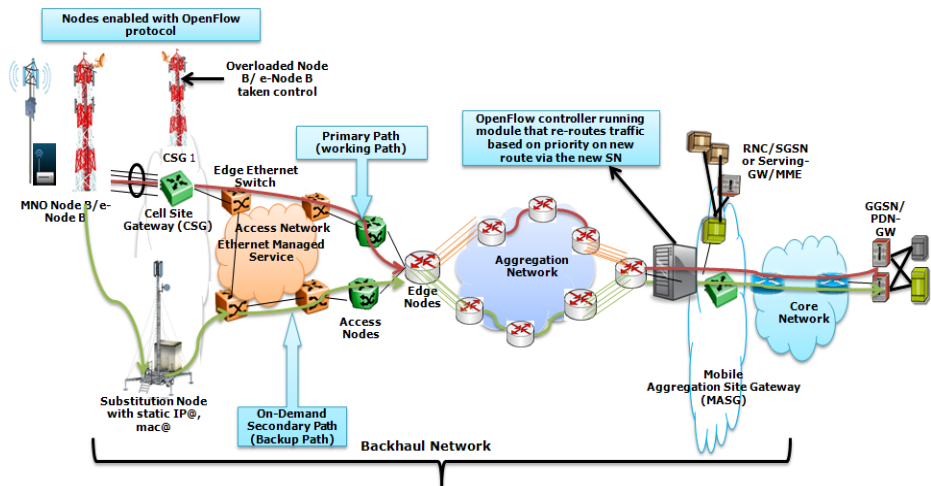 Nodes enabled with OpenFlow
protocol
Overloaded Node
B/ e-Node B
taken control
Primary Path
(working Path)
OpenFlow controller running
module that re-routes traffic
based on priority on new
route via the new SN
RNC/SGSN
or Serving-
GW/MME
GGSN/
PDN-
GW
CSG 1
Edge Ethernet
Switch
MNO Node B/e-
Node B
Cell Site
Gateway (CSG)
Access Network
Ethernet Managed
Service
Aggregation
Network
Edge
Nodes
Access
Nodes
Core
Network
Mobile
Aggregation Site Gateway
(MASG)
Substitution Node
with static IP@,
mac@
On-Demand
Secondary Path
(Backup Path)
Backhaul Network